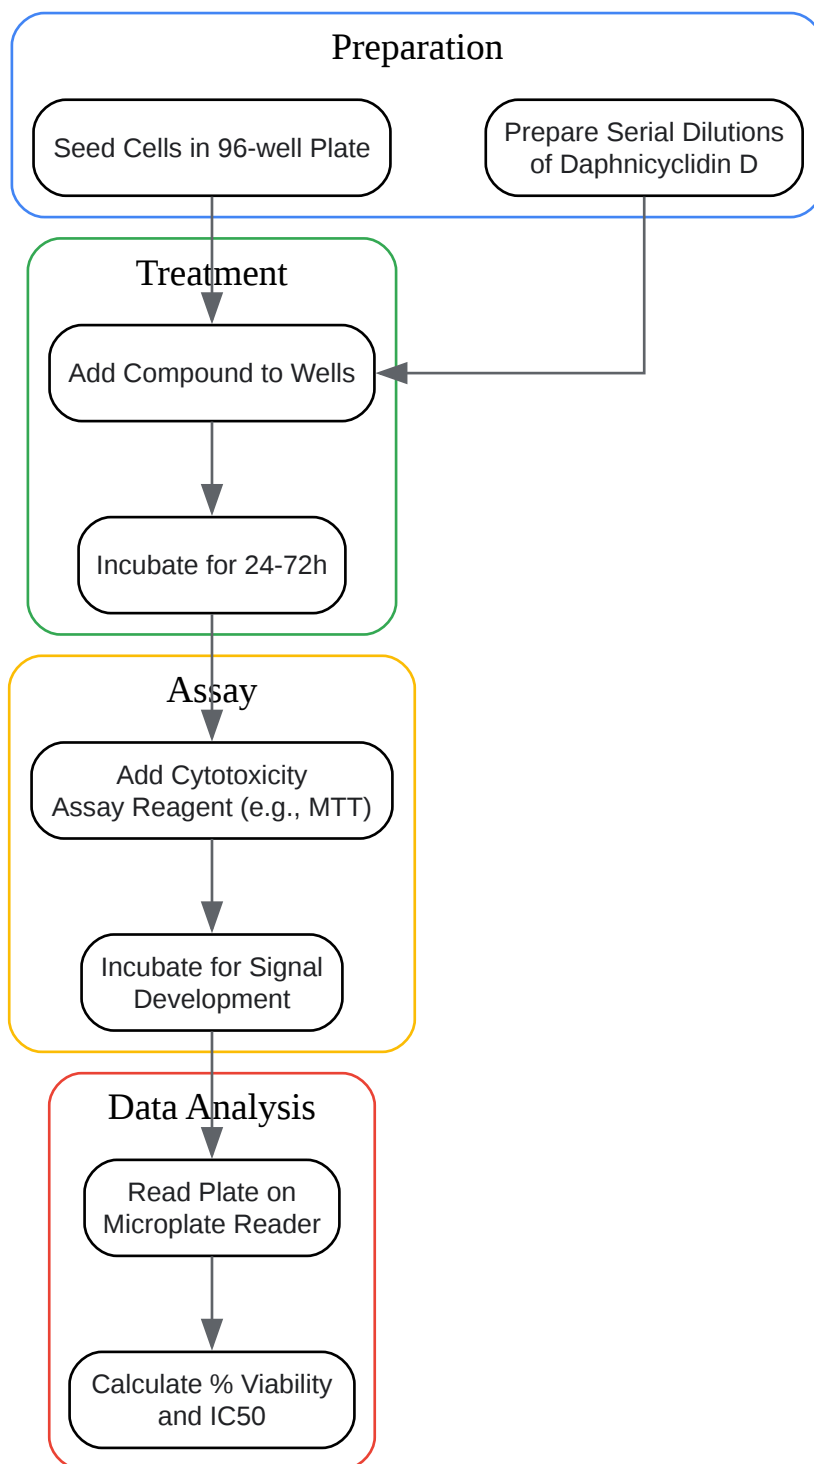 Preparation
Seed Cells in 96-well Plate
Prepare Serial Dilutions
of Daphnicyclidin D
Treatment
Add Compound to Wells
Incubate for 24-72h
Assay
Add Cytotoxicity
Assay Reagent (e.g., MTT)
Incubate for Signal
Development
Data Analysis
Read Plate on
Microplate Reader
Calculate % Viability
and IC50